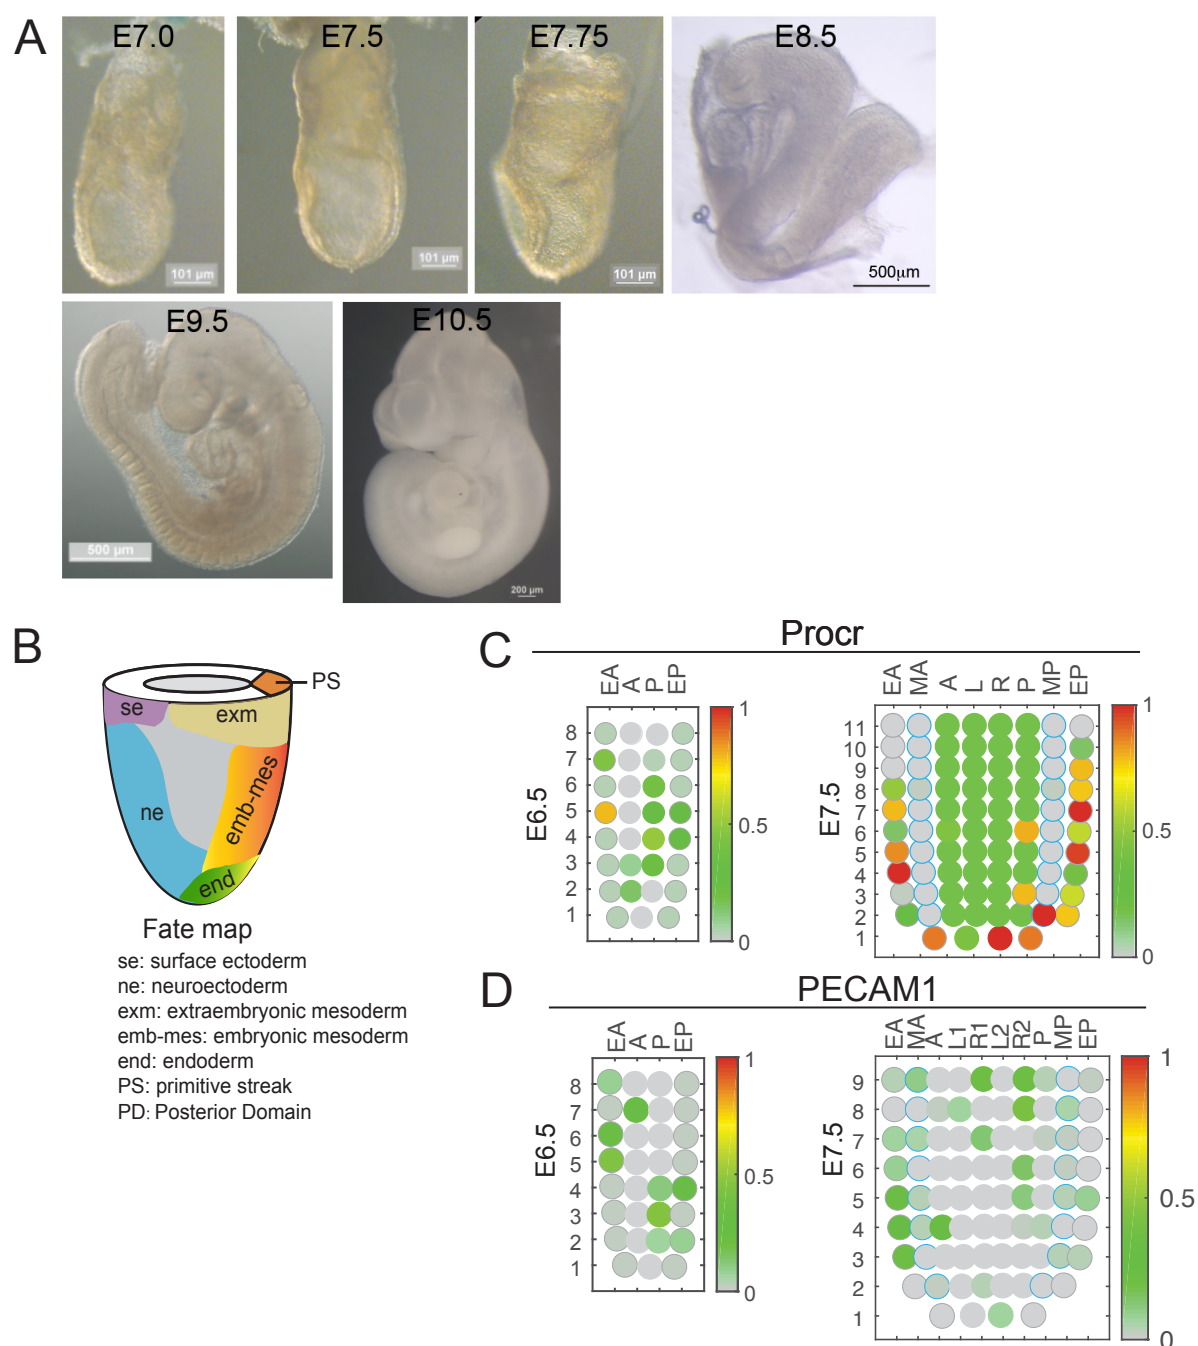 A
E7.0
E7.5
E7.75
E8.5
101 µm
101 µm
101 µm
500µm
E9.5
E10.5
500 µm
200 µm
B
PS
se
exm
ne
emb-mes
end
Fate map
se: surface ectoderm
ne: neuroectoderm
exm: extraembryonic mesoderm
emb-mes: embryonic mesoderm
end: endoderm
PS: primitive streak
PD: Posterior Domain
C
Procr
EA A P EP
E6.5
8
7
6
5
4
3
2
1
1
0.5
0
EA MA A L R P MP EP
E7.5
11
10
9
8
7
6
5
4
3
2
1
1
0.5
0
D
PECAM1
EA A P EP
E6.5
8
7
6
5
4
3
2
1
1
0.5
0
EA MA A L1 R1 L2 R2 P MP EP
E7.5
9
8
7
6
5
4
3
2
1
1
0.5
0